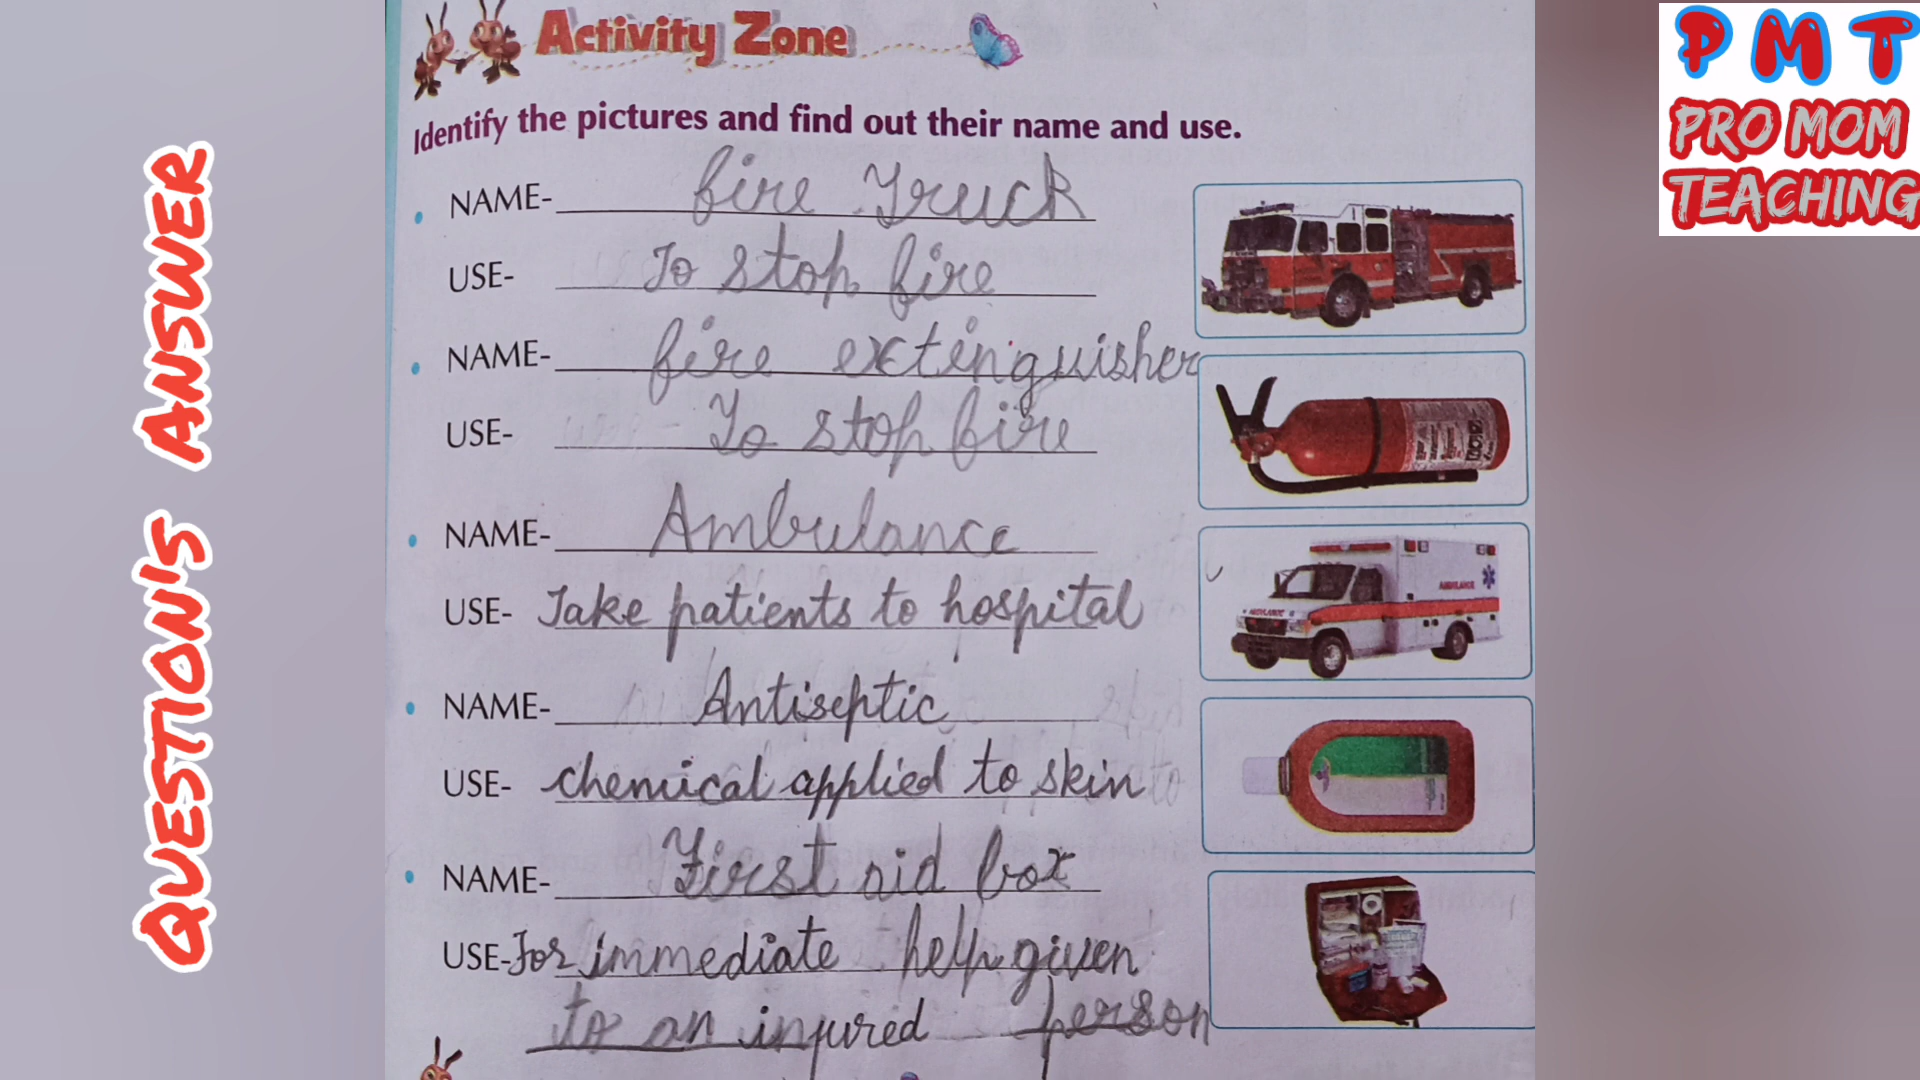 Activity Zone
Identify the pictures and find out their name and use.
NAME- fire Truck
USE- To stop fire
NAME- fire extinguisher
USE- To stop fire
NAME- Ambulance
USE- Take patients to hospital
NAME- Antiseptic
USE- chemical applied to skin
NAME- First aid box
USE- For immediate help given
to an injured person
AMBULANCE
QUESTION'S ANSWER
PMT
PRO MOM
TEACHING